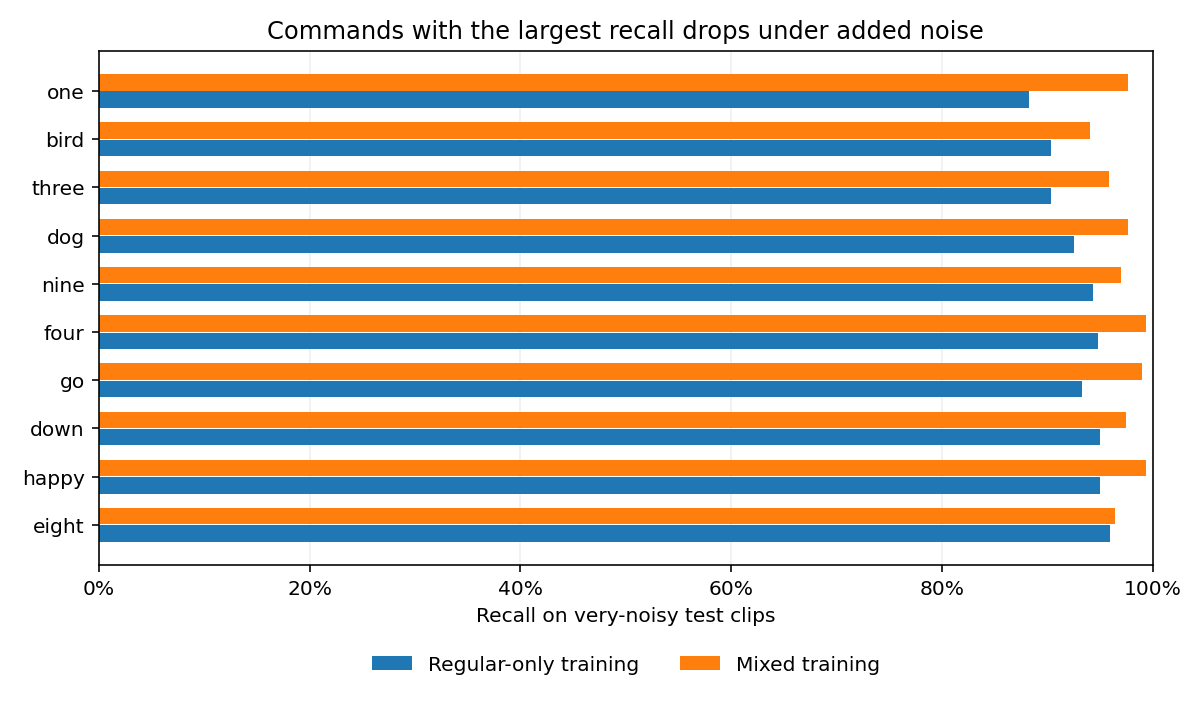 Commands with the largest recall drops under added noise
one
bird
three
dog
nine
four
go
down
happy
eight
0% 20% 40% 60% 80% 100%
Recall on very-noisy test clips
Regular-only training Mixed training